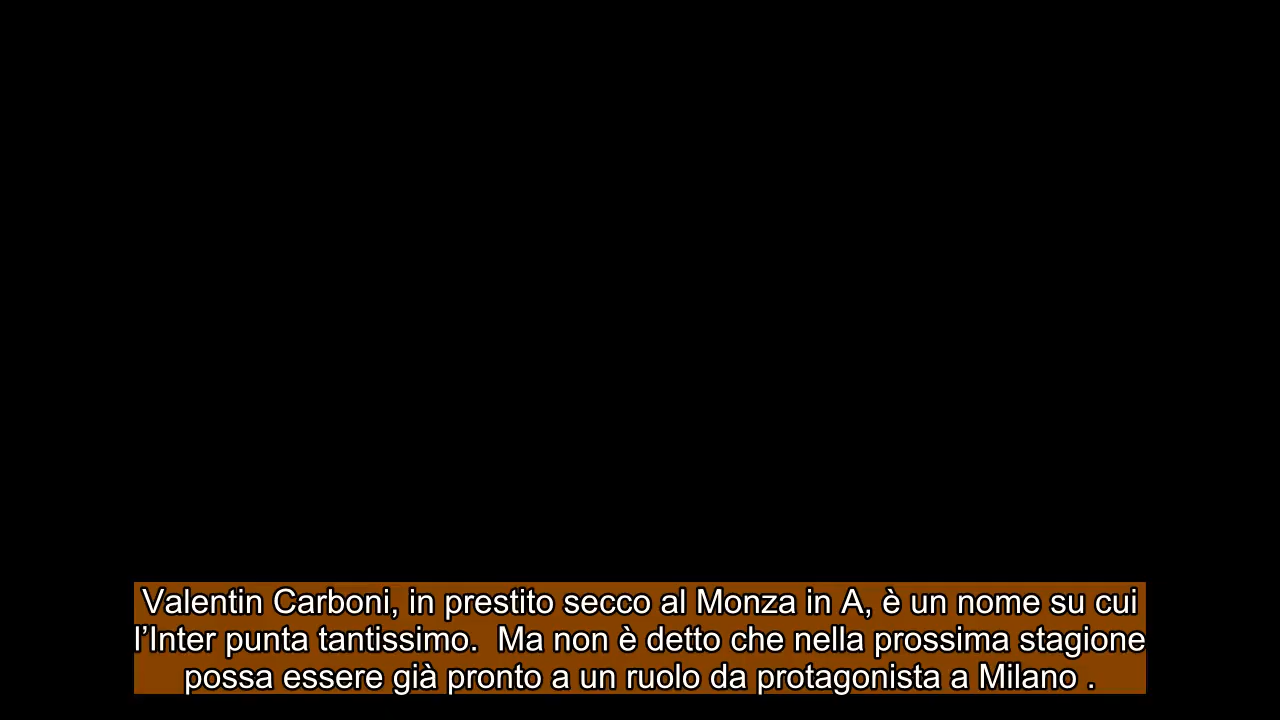 Valentin Carboni, in prestito secco al Monza in A, è un nome su cui
l’Inter punta tantissimo.  Ma non è detto che nella prossima stagione
possa essere già pronto a un ruolo da protagonista a Milano .